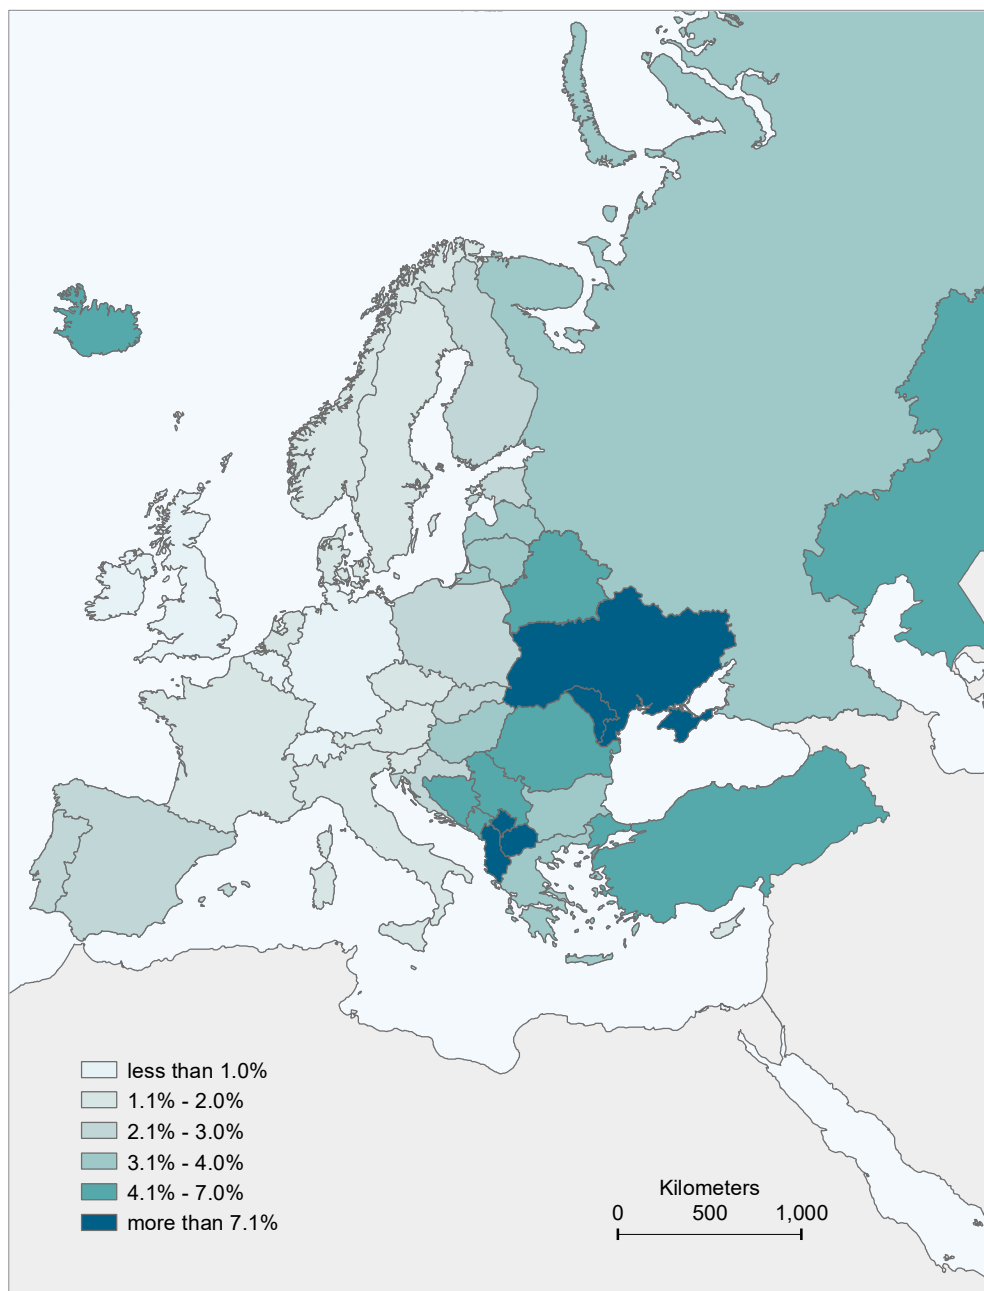 less than 1.0%
1.1% - 2.0%
2.1% - 3.0%
3.1% - 4.0%
4.1% - 7.0%
more than 7.1%
Kilometers
0 500 1,000